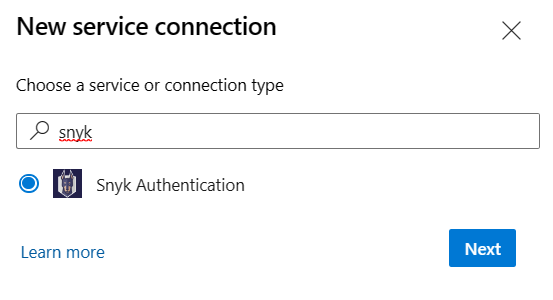 New service connection
Choose a service or connection type
snyk
Snyk Authentication
Learn more
Next